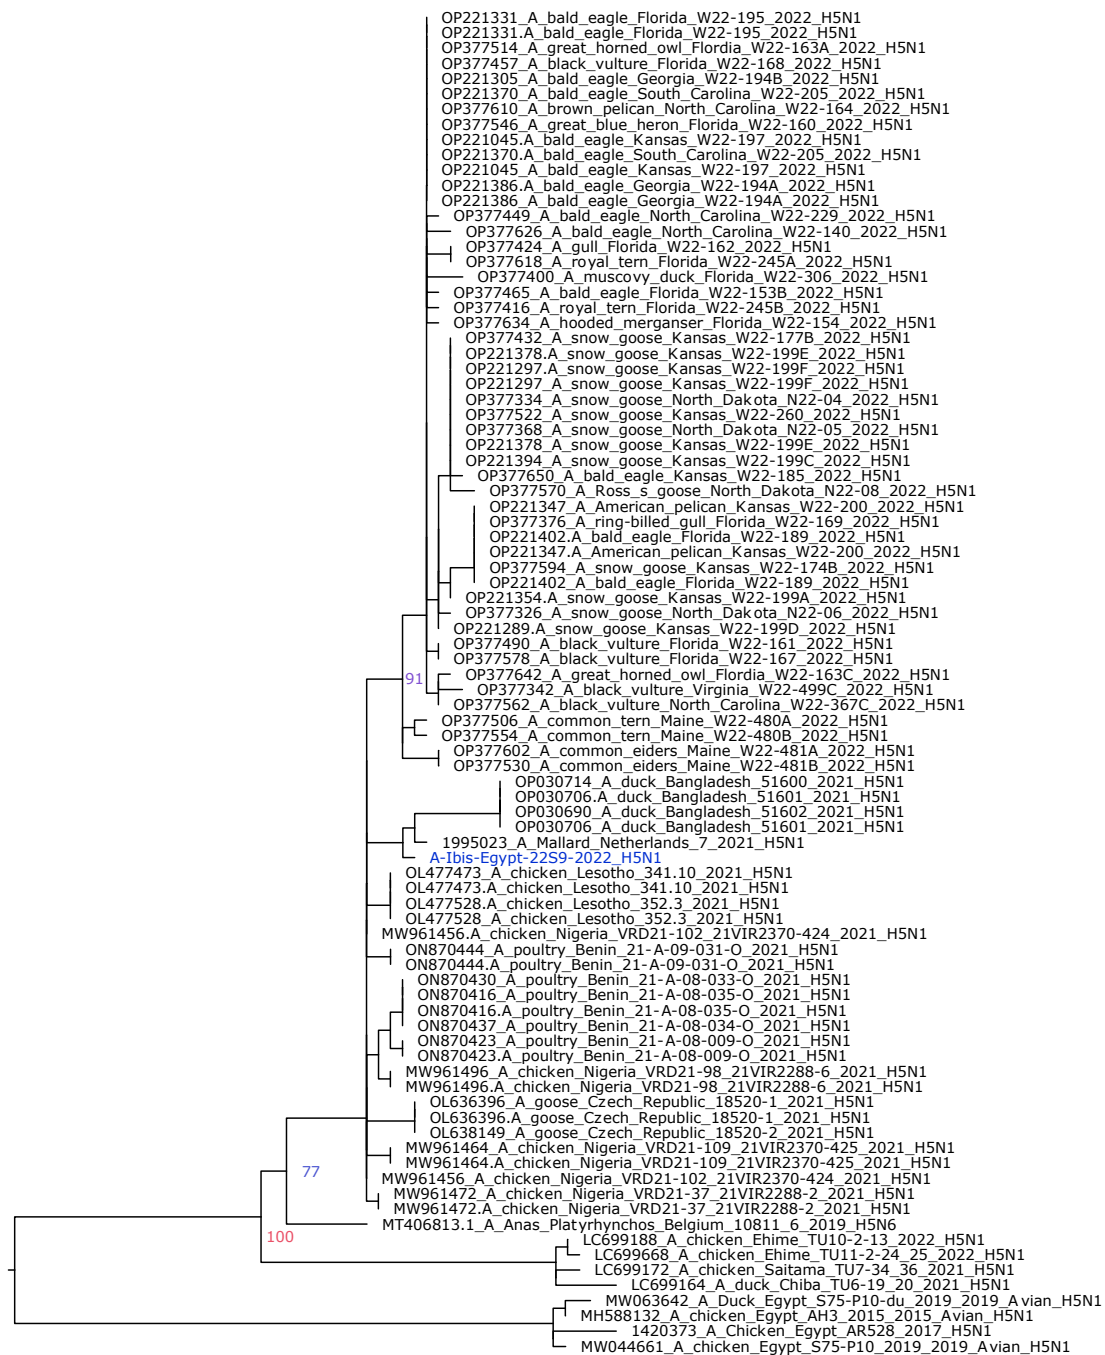 OP221331_A_bald_eagle_Florida_W22-195_2022_H5N1
OP221331.A_bald_eagle_Florida_W22-195_2022_H5N1
OP377514_A_great_horned_owl_Flordia_W22-163A_2022_H5N1
OP377457_A_black_vulture_Florida_W22-168_2022_H5N1
OP221305_A_bald_eagle_Georgia_W22-194B_2022_H5N1
OP221370_A_bald_eagle_South_Carolina_W22-205_2022_H5N1
OP377610_A_brown_pelican_North_Carolina_W22-164_2022_H5N1
OP377546_A_great_blue_heron_Florida_W22-160_2022_H5N1
OP221045.A_bald_eagle_Kansas_W22-197_2022_H5N1
OP221370.A_bald_eagle_South_Carolina_W22-205_2022_H5N1
OP221045_A_bald_eagle_Kansas_W22-197_2022_H5N1
OP221386.A_bald_eagle_Georgia_W22-194A_2022_H5N1
OP221386_A_bald_eagle_Georgia_W22-194A_2022_H5N1
OP377449_A_bald_eagle_North_Carolina_W22-229_2022_H5N1
OP377626_A_bald_eagle_North_Carolina_W22-140_2022_H5N1
OP377424_A_gull_Florida_W22-162_2022_H5N1
OP377618_A_royal_tern_Florida_W22-245A_2022_H5N1
OP377400_A_muscovy_duck_Florida_W22-306_2022_H5N1
OP377465_A_bald_eagle_Florida_W22-153B_2022_H5N1
OP377416_A_royal_tern_Florida_W22-245B_2022_H5N1
OP377634_A_hooded_merganser_Florida_W22-154_2022_H5N1
OP377432_A_snow_goose_Kansas_W22-177B_2022_H5N1
OP221378.A_snow_goose_Kansas_W22-199E_2022_H5N1
OP221297.A_snow_goose_Kansas_W22-199F_2022_H5N1
OP221297_A_snow_goose_Kansas_W22-199F_2022_H5N1
OP377334_A_snow_goose_North_Dakota_N22-04_2022_H5N1
OP377522_A_snow_goose_Kansas_W22-260_2022_H5N1
OP377368_A_snow_goose_North_Dakota_N22-05_2022_H5N1
OP221378_A_snow_goose_Kansas_W22-199E_2022_H5N1
OP221394_A_snow_goose_Kansas_W22-199C_2022_H5N1
OP377650_A_bald_eagle_Kansas_W22-185_2022_H5N1
OP377570_A_Ross_s_goose_North_Dakota_N22-08_2022_H5N1
OP221347_A_American_pelican_Kansas_W22-200_2022_H5N1
OP377376_A_ring-billed_gull_Florida_W22-169_2022_H5N1
OP221402.A_bald_eagle_Florida_W22-189_2022_H5N1
OP221347.A_American_pelican_Kansas_W22-200_2022_H5N1
OP377594_A_snow_goose_Kansas_W22-174B_2022_H5N1
OP221402_A_bald_eagle_Florida_W22-189_2022_H5N1
OP221354.A_snow_goose_Kansas_W22-199A_2022_H5N1
OP377326_A_snow_goose_North_Dakota_N22-06_2022_H5N1
OP221289.A_snow_goose_Kansas_W22-199D_2022_H5N1
OP377490_A_black_vulture_Florida_W22-161_2022_H5N1
OP377578_A_black_vulture_Florida_W22-167_2022_H5N1
OP377642_A_great_horned_owl_Flordia_W22-163C_2022_H5N1
91
OP377342_A_black_vulture_Virginia_W22-499C_2022_H5N1
OP377562_A_black_vulture_North_Carolina_W22-367C_2022_H5N1
OP377506_A_common_tern_Maine_W22-480A_2022_H5N1
OP377554_A_common_tern_Maine_W22-480B_2022_H5N1
OP377602_A_common_eiders_Maine_W22-481A_2022_H5N1
OP377530_A_common_eiders_Maine_W22-481B_2022_H5N1
OP030714_A_duck_Bangladesh_51600_2021_H5N1
OP030706.A_duck_Bangladesh_51601_2021_H5N1
OP030690_A_duck_Bangladesh_51602_2021_H5N1
OP030706_A_duck_Bangladesh_51601_2021_H5N1
1995023_A_Mallard_Netherlands_7_2021_H5N1
A-Ibis-Egypt-22S9-2022_H5N1
OL477473_A_chicken_Lesotho_341.10_2021_H5N1
OL477473.A_chicken_Lesotho_341.10_2021_H5N1
OL477528.A_chicken_Lesotho_352.3_2021_H5N1
OL477528_A_chicken_Lesotho_352.3_2021_H5N1
MW961456.A_chicken_Nigeria_VRD21-102_21VIR2370-424_2021_H5N1
ON870444_A_poultry_Benin_21-A-09-031-O_2021_H5N1
ON870444.A_poultry_Benin_21-A-09-031-O_2021_H5N1
ON870430_A_poultry_Benin_21-A-08-033-O_2021_H5N1
ON870416_A_poultry_Benin_21-A-08-035-O_2021_H5N1
ON870416.A_poultry_Benin_21-A-08-035-O_2021_H5N1
ON870437_A_poultry_Benin_21-A-08-034-O_2021_H5N1
ON870423_A_poultry_Benin_21-A-08-009-O_2021_H5N1
ON870423.A_poultry_Benin_21-A-08-009-O_2021_H5N1
MW961496_A_chicken_Nigeria_VRD21-98_21VIR2288-6_2021_H5N1
MW961496.A_chicken_Nigeria_VRD21-98_21VIR2288-6_2021_H5N1
OL636396_A_goose_Czech_Republic_18520-1_2021_H5N1
OL636396.A_goose_Czech_Republic_18520-1_2021_H5N1
OL638149_A_goose_Czech_Republic_18520-2_2021_H5N1
MW961464_A_chicken_Nigeria_VRD21-109_21VIR2370-425_2021_H5N1
MW961464.A_chicken_Nigeria_VRD21-109_21VIR2370-425_2021_H5N1
77
MW961456_A_chicken_Nigeria_VRD21-102_21VIR2370-424_2021_H5N1
MW961472_A_chicken_Nigeria_VRD21-37_21VIR2288-2_2021_H5N1
MW961472.A_chicken_Nigeria_VRD21-37_21VIR2288-2_2021_H5N1
MT406813.1_A_Anas_Platyrhynchos_Belgium_10811_6_2019_H5N6
100
LC699188_A_chicken_Ehime_TU10-2-13_2022_H5N1
LC699668_A_chicken_Ehime_TU11-2-24_25_2022_H5N1
LC699172_A_chicken_Saitama_TU7-34_36_2021_H5N1
LC699164_A_duck_Chiba_TU6-19_20_2021_H5N1
MW063642_A_Duck_Egypt_S75-P10-du_2019_2019_Avian_H5N1
MH588132_A_chicken_Egypt_AH3_2015_2015_Avian_H5N1
1420373_A_Chicken_Egypt_AR528_2017_H5N1
MW044661_A_chicken_Egypt_S75-P10_2019_2019_Avian_H5N1